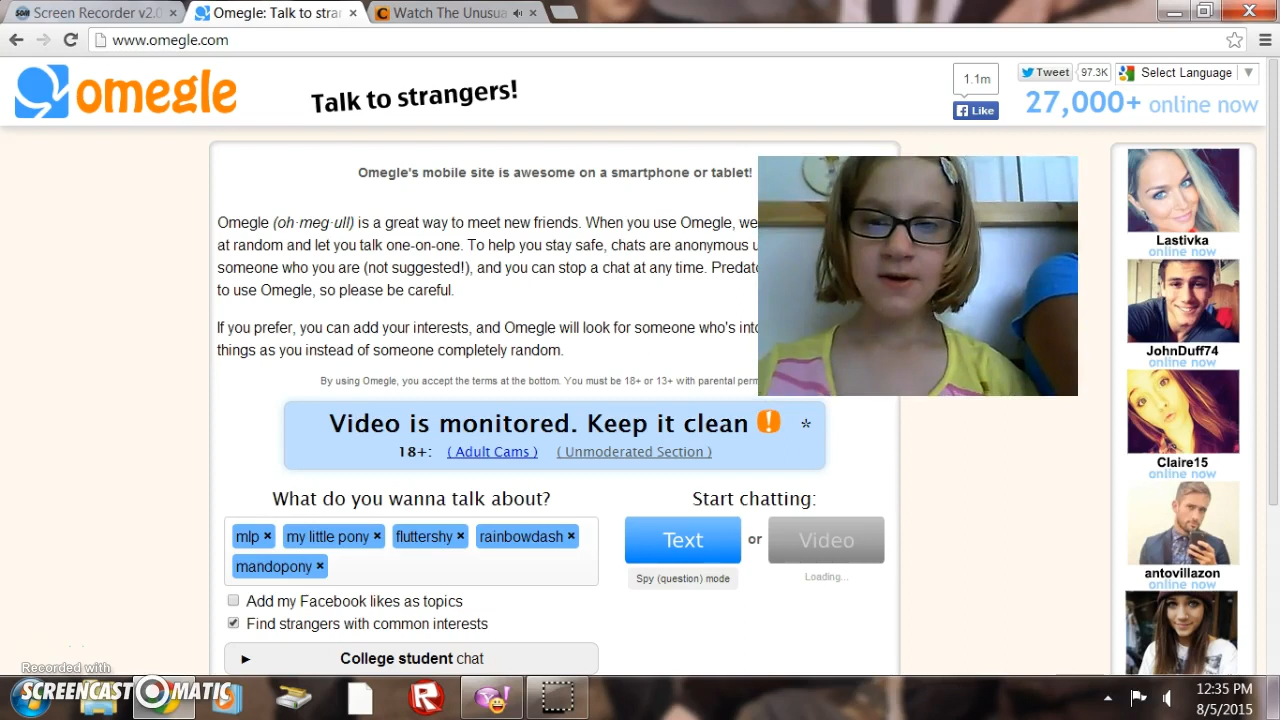 Screen Recorder v2.0
Omegle: Talk to stran
Watch The Unusua
www.omegle.com
omegle
Talk to strangers!
1.1m
Like
Tweet
97.3K
Select Language
27,000+ online now
Omegle's mobile site is awesome on a smartphone or tablet!
Omegle (oh·meg·ull) is a great way to meet new friends. When you use Omegle, we
at random and let you talk one-on-one. To help you stay safe, chats are anonymous u
someone who you are (not suggested!), and you can stop a chat at any time. Predato
to use Omegle, so please be careful.
If you prefer, you can add your interests, and Omegle will look for someone who's into
things as you instead of someone completely random.
By using Omegle, you accept the terms at the bottom. You must be 18+ or 13+ with parental perm
Video is monitored. Keep it clean ! *
18+: (Adult Cams) (Unmoderated Section)
What do you wanna talk about?
mlp × my little pony × fluttershy × rainbowdash ×
mandopony ×
Add my Facebook likes as topics
Find strangers with common interests
College student chat
Start chatting:
Text or Video
Spy (question) mode
Loading...
Lastivka
online now
JohnDuff74
online now
Claire15
online now
antovillazon
online now
Recorded with
SCREENCAST-O-MATIC
12:35 PM
8/5/2015